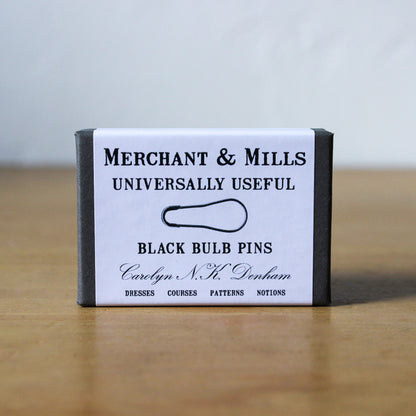 MERCHANT & MILLS
UNIVERSALLY USEFUL
BLACK BULB PINS
Carolyn N.K. Denham
DRESSES COURSES PATTERNS NOTIONS